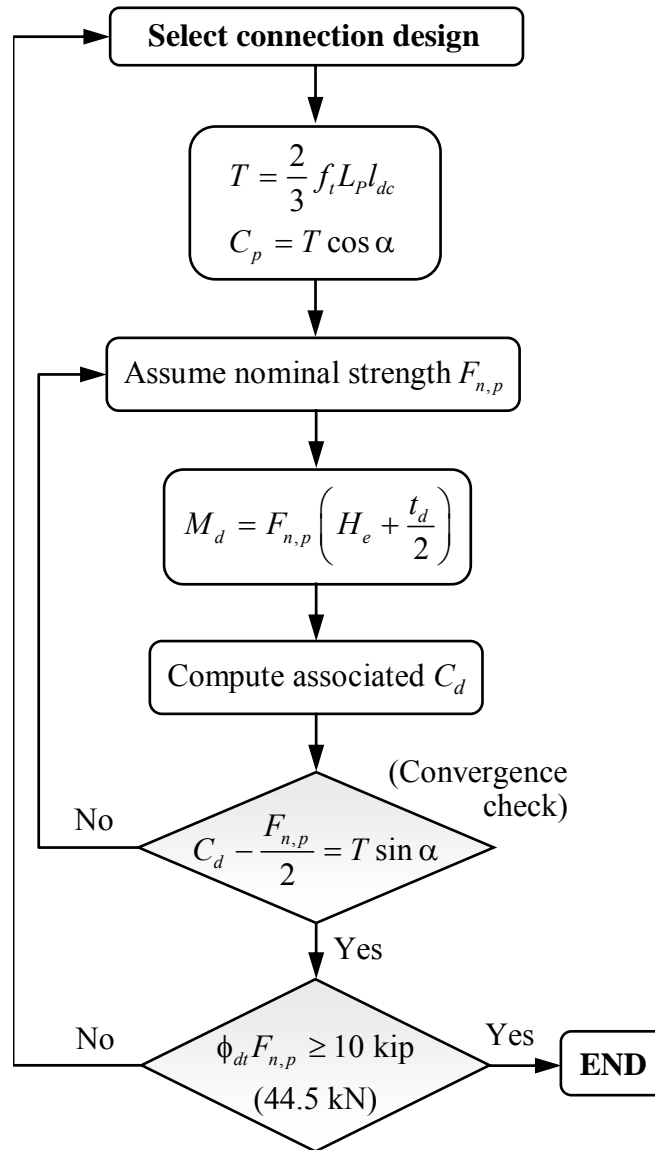 Select connection design
T = 2/3 f_t L_P l_dc
C_p = T cos α
Assume nominal strength F_n,p
M_d = F_n,p (H_e + t_d/2)
Compute associated C_d
(Convergence
check)
No
C_d − F_n,p/2 = T sin α
Yes
No
ϕ_dt F_n,p ≥ 10 kip
(44.5 kN)
Yes
END